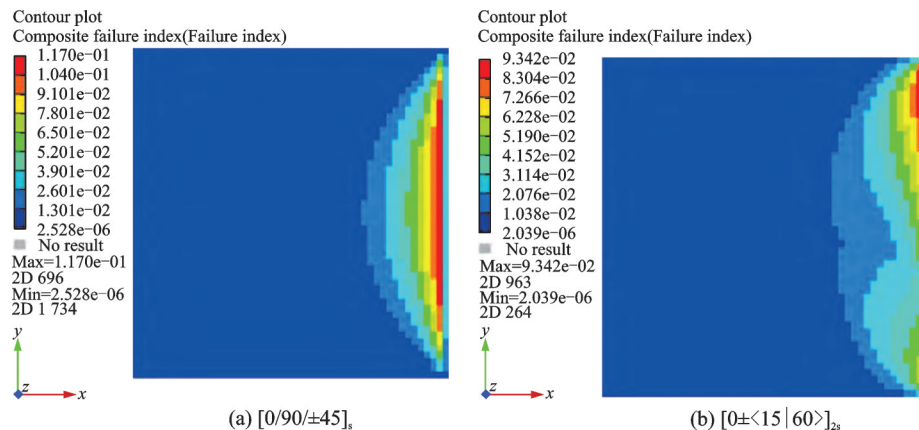 Contour plot
Composite failure index(Failure index)
1.170e-01
1.040e-01
9.101e-02
7.801e-02
6.501e-02
5.201e-02
3.901e-02
2.601e-02
1.301e-02
2.528e-06
No result
Max=1.170e-01
2D 696
Min=2.528e-06
2D 1 734
y
z
x
(a) [0/90/±45]s
Contour plot
Composite failure index(Failure index)
9.342e-02
8.304e-02
7.266e-02
6.228e-02
5.190e-02
4.152e-02
3.114e-02
2.076e-02
1.038e-02
2.039e-06
No result
Max=9.342e-02
2D 963
Min=2.039e-06
2D 264
y
z
x
(b) [0±<15|60>]2s